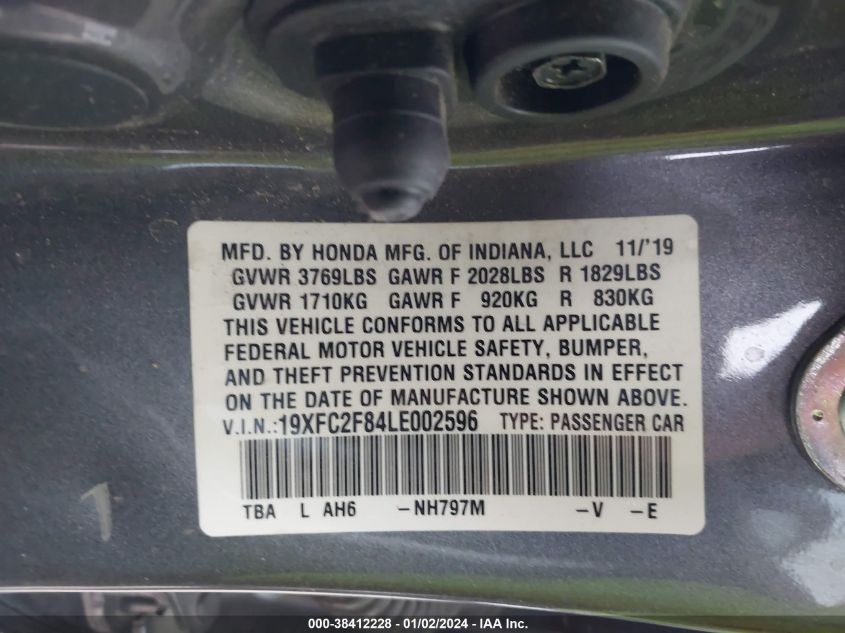 MFD. BY HONDA MFG. OF INDIANA, LLC 11/'19
GVWR 3769LBS GAWR F 2028LBS R 1829LBS
GVWR 1710KG GAWR F 920KG R 830KG
THIS VEHICLE CONFORMS TO ALL APPLICABLE
FEDERAL MOTOR VEHICLE SAFETY, BUMPER,
AND THEFT PREVENTION STANDARDS IN EFFECT
ON THE DATE OF MANUFACTURE SHOWN ABOVE.
V.I.N.:19XFC2F84LE002596 TYPE: PASSENGER CAR
TBA L AH6 -NH797M -V -E
000-38412228 - 01/02/2024 - IAA Inc.